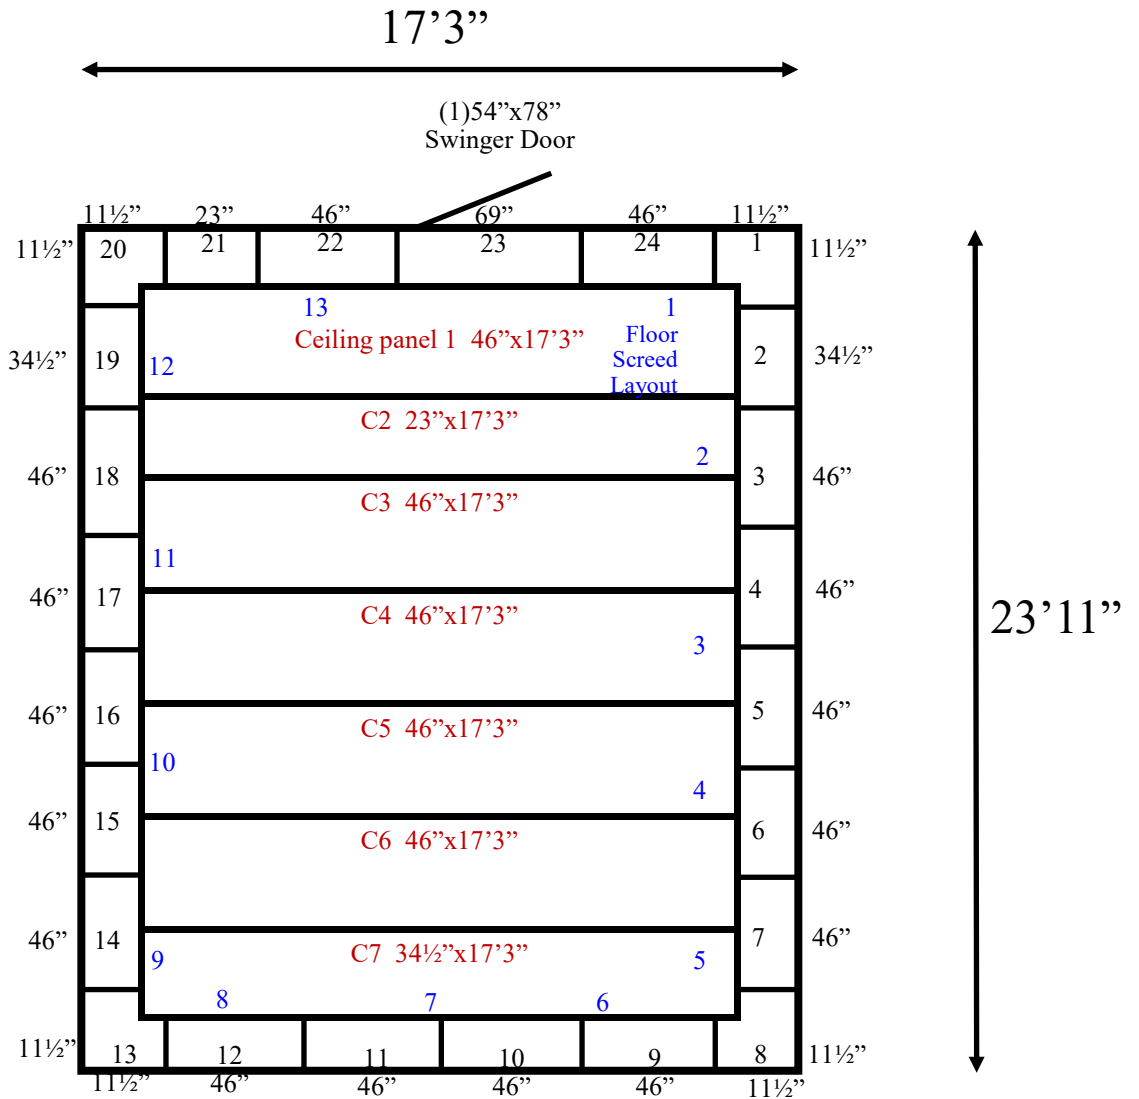 17’3”
(1)54”x78”
Swinger Door
11½” 23” 46” 69” 46” 11½”
11½” 20 21 22 23 24 1 11½”
13 1
Ceiling panel 1 46”x17’3”
Floor
Screed
Layout
34½” 19 12 2 34½”
C2 23”x17’3”
2
46” 18 3 46”
C3 46”x17’3”
11
46” 17 4 46”
C4 46”x17’3”
23’11”
3
46” 16 5 46”
C5 46”x17’3”
10
4
46” 15 6 46”
C6 46”x17’3”
46” 14 7 46”
C7 34½”x17’3”
9 5
8 7 6
11½” 13 12 11 10 9 8 11½”
11½” 46” 46” 46” 46” 11½”